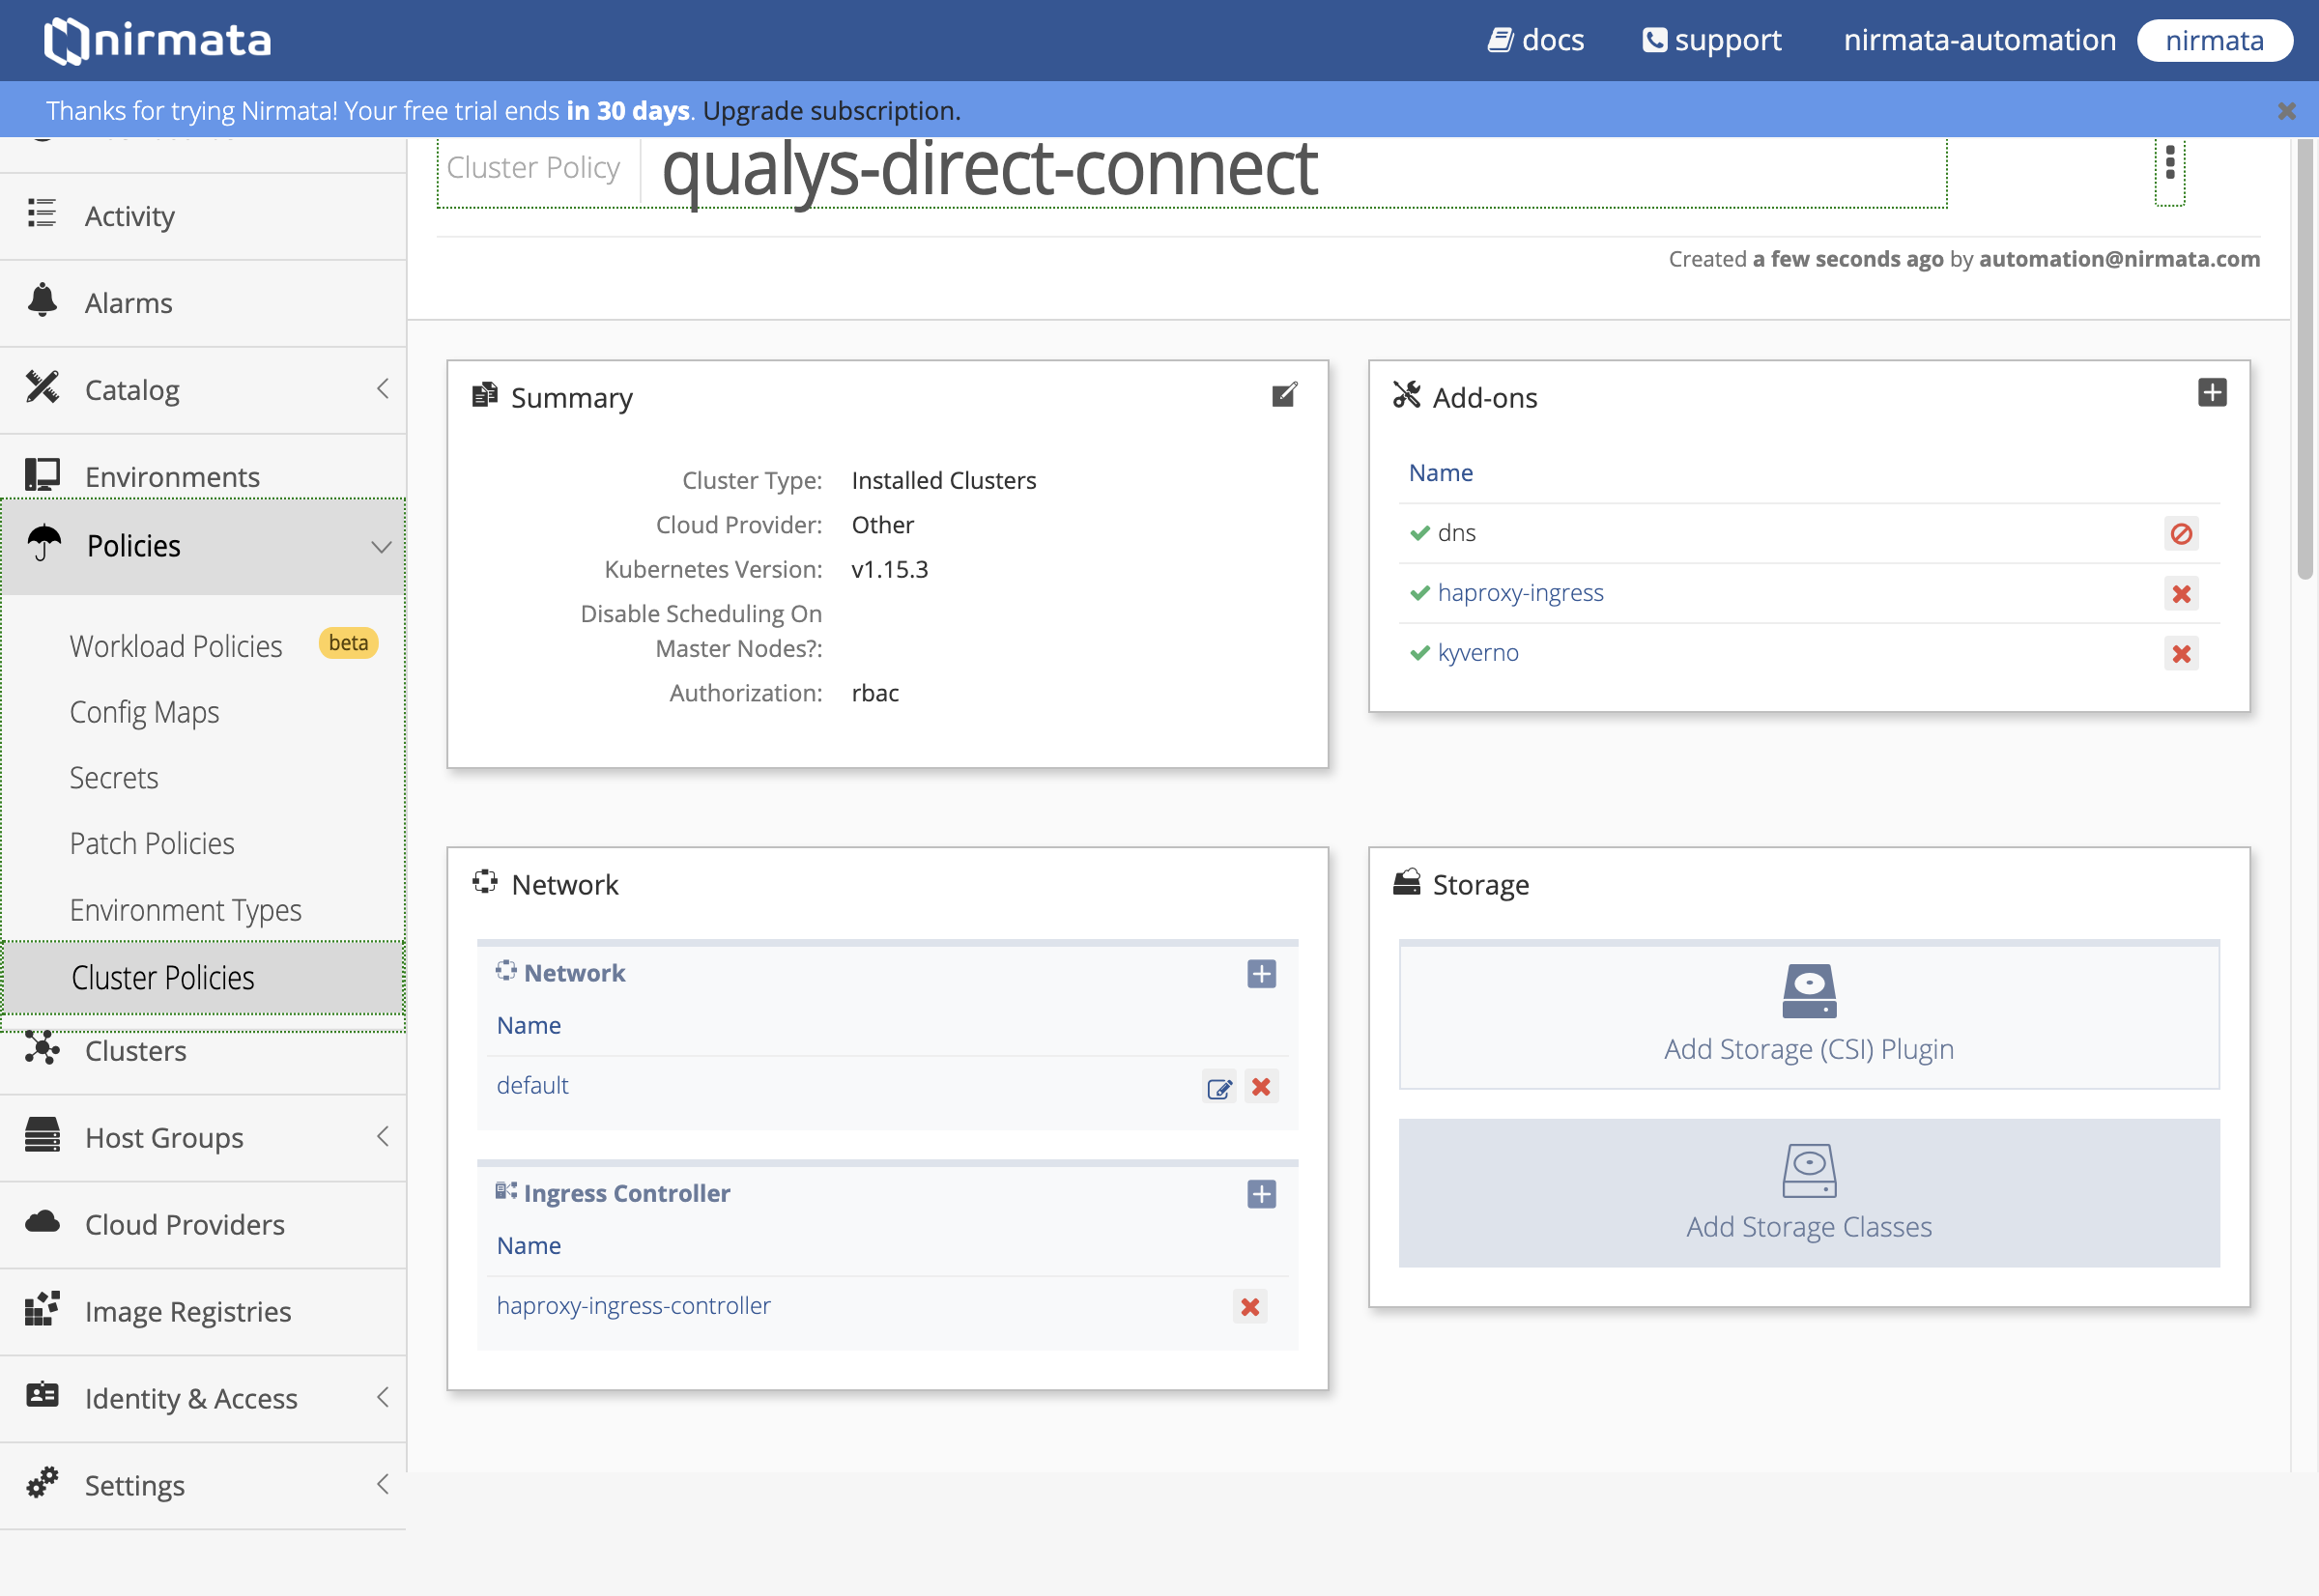 nirmata
docs
support
nirmata-automation
nirmata
Thanks for trying Nirmata! Your free trial ends in 30 days. Upgrade subscription.
Cluster Policy
qualys-direct-connect
Created a few seconds ago by automation@nirmata.com
Activity
Alarms
Catalog
Environments
Policies
Workload Policies
beta
Config Maps
Secrets
Patch Policies
Environment Types
Cluster Policies
Clusters
Host Groups
Cloud Providers
Image Registries
Identity & Access
Settings
Summary
Cluster Type: Installed Clusters
Cloud Provider: Other
Kubernetes Version: v1.15.3
Disable Scheduling On
Master Nodes?:
Authorization: rbac
Add-ons
Name
dns
haproxy-ingress
kyverno
Network
Network
Name
default
Ingress Controller
Name
haproxy-ingress-controller
Storage
Add Storage (CSI) Plugin
Add Storage Classes